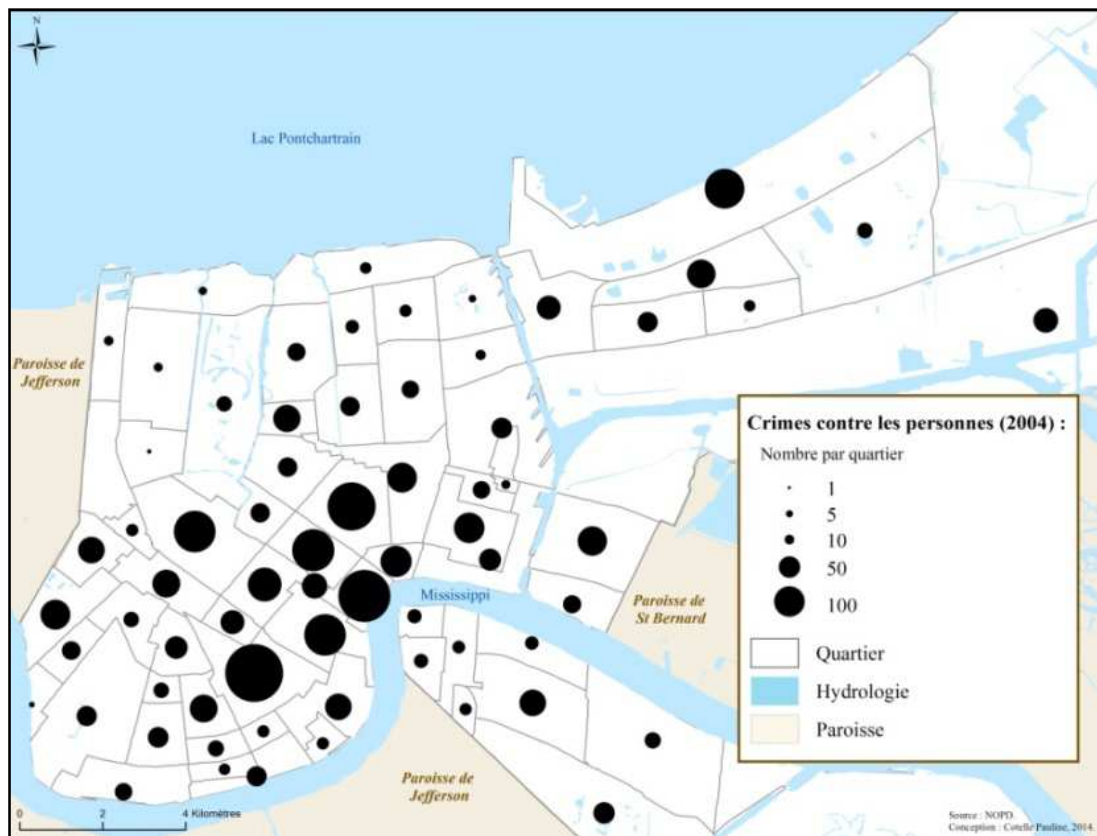 N
Lac Pontchartrain
Paroisse de
Jefferson
Crimes contre les personnes (2004) :
Nombre par quartier
1
5
10
50
100
Quartier
Hydrologie
Paroisse
Mississippi
Paroisse de
St Bernard
Paroisse de
Jefferson
0 2 4 Kilomètres
Source : NOPD.
Conception : Cotelle Pauline, 2014.